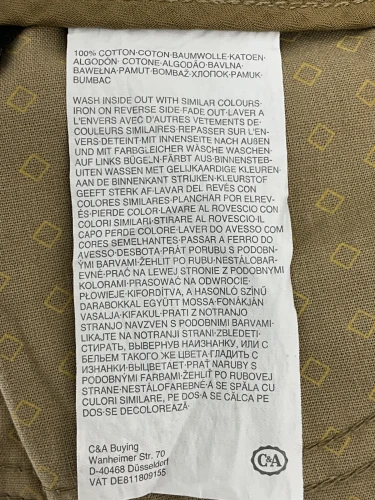 100% COTTON·COTON·BAUMWOLLE·KATOEN·
ALGODÓN· COTONE·ALGODÃO·BAVLNA·
BAWEŁNA·PAMUT·BOMBAŽ·ХЛОПОК·PAMUK·
BUMBAC
WASH INSIDE OUT WITH SIMILAR COLOURS·
IRON ON REVERSE SIDE·FADE OUT·LAVER A
L'ENVERS AVEC D'AUTRES VETEMENTS DE·
COULEURS SIMILAIRES·REPASSER SUR L'EN-
VERS·DETEINT·MIT INNENSEITE NACH AUßEN
UND MIT FARBGLEICHER WÄSCHE WASCHEN·
AUF LINKS BÜGELN·FÄRBT AUS·BINNENSTEB-
UITEN WASSEN MET GELIJKAARDIGE KLEUREN·
AAN DE BINNENKANT STRIJKEN·KLEURSTOF
GEEFT STERK AF·LAVAR DEL REVÉS CON
COLORES SIMILARES·PLANCHAR POR ELREV-
ÉS·PIERDE COLOR·LAVARE AL ROVESCIO CON
COLORI SIMILARI·STIRARE AL ROVESCIO.IL
CAPO PERDE COLORE·LAVER DO AVESSO COM
CORES SEMELHANTES·PASSAR A FERRO DO
AVESSO·DESBOTA·PRÁT PORUBU S PODOBN-
ÝMI BARVAMI·ŽEHLIT PO RUBU·NESTÁLOBAR-
EVNÉ·PRAĆ NA LEWEJ STRONIE Z PODOBNYMI
KOLORAMI·PRASOWAĆ NA ODWROCIE·
PŁOWIEJE·KIFORDÍTVA, A HASONLÓ SZÍNŰ
DARABOKKAL EGYÜTT MOSSA·FONÁKJÁN
VASALJA·KIFAKUL·PRATI Z NOTRANJO
STRANJO NAVZVEN S PODOBNIMI BARVAMI·
LIKAJTE NA NOTRANJI STRANI·ZBLEDETI·
СТИРАТЬ, ВЫВЕРНУВ НАИЗНАНКУ, ИЛИ С
БЕЛЬЕМ ТАКОГО ЖЕ ЦВЕТА·ГЛАДИТЬ С
ИЗНАНКИ·ВЫЦВЕТАЕТ·PRAŤ NARUBY S
PODOBNÝMI FARBAMI·ŽEHLIŤ PO RUBOVEJ
STRANE·NESTÁLOFAREBNÉ·A SE SPĂLA CU
CULORI SIMILARE, PE DOS·A SE CĂLCA PE
DOS·SE DECOLOREAZĂ·
C&A Buying
Wanheimer Str. 70
D-40468 Düsseldorf
VAT DE811809155
C&A